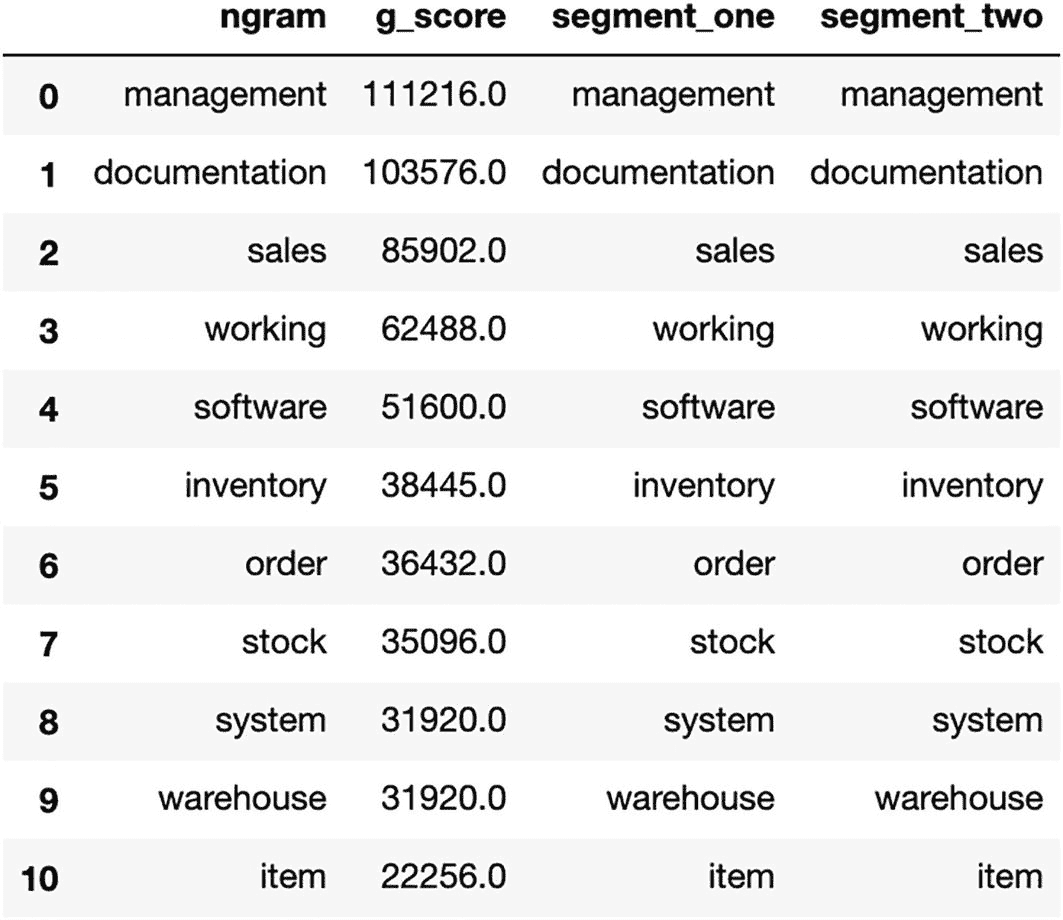 ngram g_score segment_one segment_two
0 management 111216.0 management management
1 documentation 103576.0 documentation documentation
2 sales 85902.0 sales sales
3 working 62488.0 working working
4 software 51600.0 software software
5 inventory 38445.0 inventory inventory
6 order 36432.0 order order
7 stock 35096.0 stock stock
8 system 31920.0 system system
9 warehouse 31920.0 warehouse warehouse
10 item 22256.0 item item